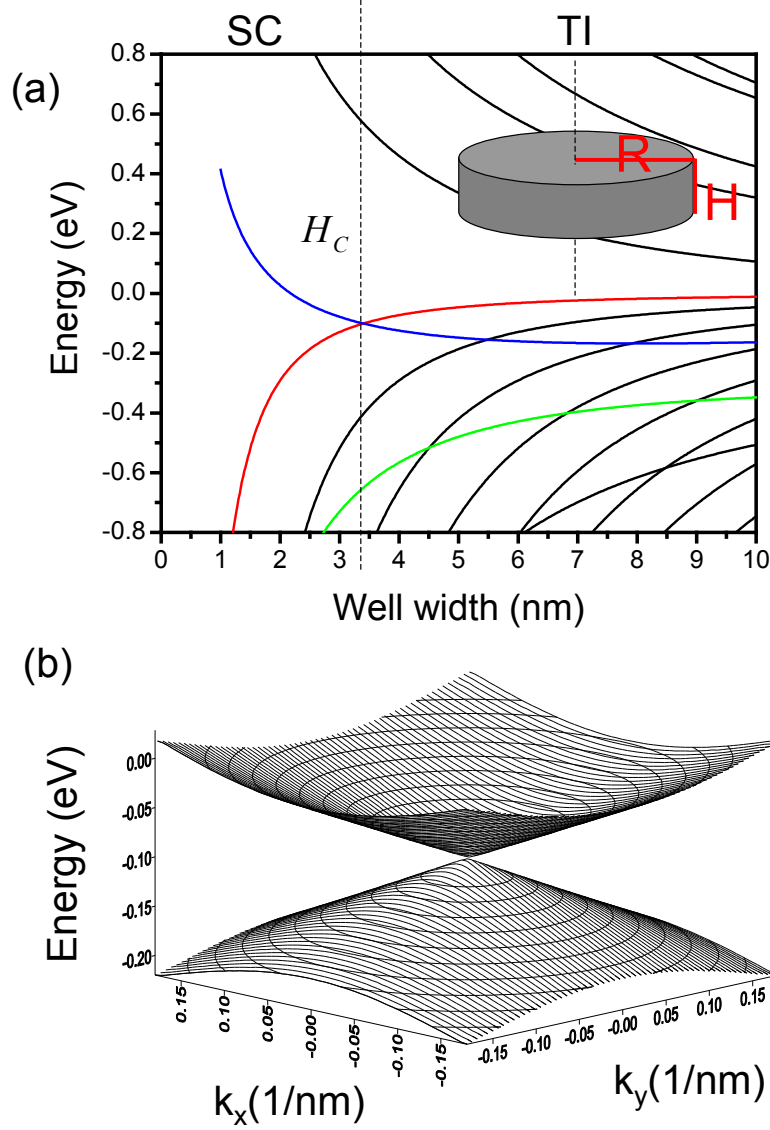 SC TI
(a)
0.8
0.6
0.4
0.2
0.0
-0.2
-0.4
-0.6
-0.8
Energy (eV)
R
H
H_C
0 1 2 3 4 5 6 7 8 9 10
Well width (nm)
(b)
Energy (eV)
0.00
-0.05
-0.10
-0.15
-0.20
0.15 0.10 0.05 -0.00 -0.05 -0.10 -0.15
-0.15 -0.10 -0.05 -0.00 0.05 0.10 0.15
k_x(1/nm) k_y(1/nm)